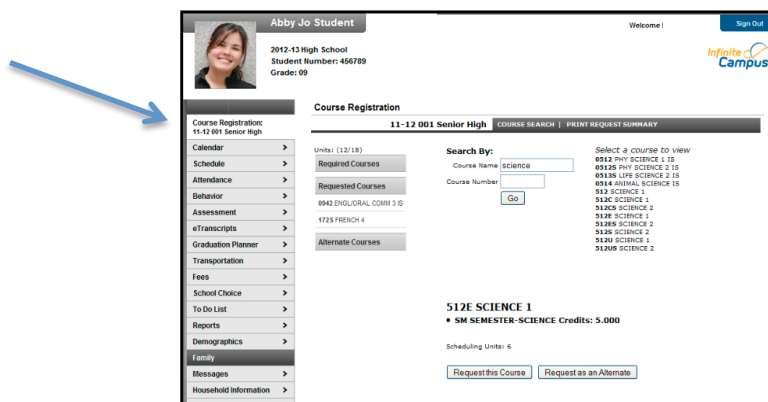 Abby Jo Student
Welcome
Sign Out
2012-13 High School
Student Number: 456789
Grade: 09
Infinite
Campus
Course Registration
Course Registration:
11-12 001 Senior High
11-12 001 Senior High COURSE SEARCH | PRINT REQUEST SUMMARY
Calendar >
Schedule >
Attendance >
Behavior >
Assessment >
eTranscripts >
Graduation Planner >
Transportation >
Fees >
School Choice >
To Do List >
Reports >
Demographics >
Family
Messages >
Household Information >
Units: (12/18)
Required Courses
Requested Courses
0942 ENGL/ORAL COMM 3 IS
1725 FRENCH 4
Alternate Courses
Search By:
Course Name science
Course Number
Go
Select a course to view
0512 PHY SCIENCE 1 IS
0512S PHY SCIENCE 2 IS
0513S LIFE SCIENCE 2 IS
0514 ANIMAL SCIENCE IS
512 SCIENCE 1
512C SCIENCE 1
512CS SCIENCE 2
512E SCIENCE 1
512ES SCIENCE 2
512S SCIENCE 2
512U SCIENCE 1
512US SCIENCE 2
512E SCIENCE 1
• SM SEMESTER-SCIENCE Credits: 5.000
Scheduling Units: 6
Request this Course Request as an Alternate